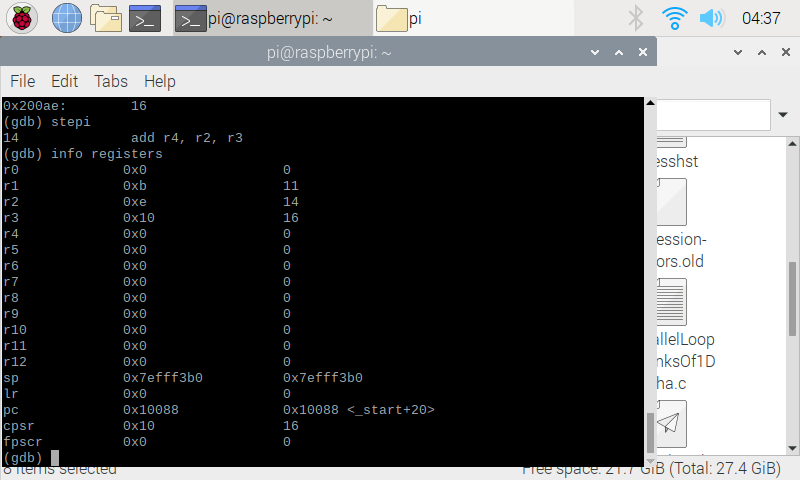 pi@raspberrypi: ~
pi
04:37
pi@raspberrypi: ~
File Edit Tabs Help
0x200ae: 16
(gdb) stepi
14 add r4, r2, r3
(gdb) info registers
r0 0x0 0
r1 0xb 11
r2 0xe 14
r3 0x10 16
r4 0x0 0
r5 0x0 0
r6 0x0 0
r7 0x0 0
r8 0x0 0
r9 0x0 0
r10 0x0 0
r11 0x0 0
r12 0x0 0
sp 0x7efff3b0 0x7efff3b0
lr 0x0 0
pc 0x10088 0x10088 <_start+20>
cpsr 0x10 16
fpscr 0x0 0
(gdb)
esshst
ession-
ors.old
allelLoop
nksOf1D
ha.c
8 items selected
Free space: 21.7 GiB (Total: 27.4 GiB)